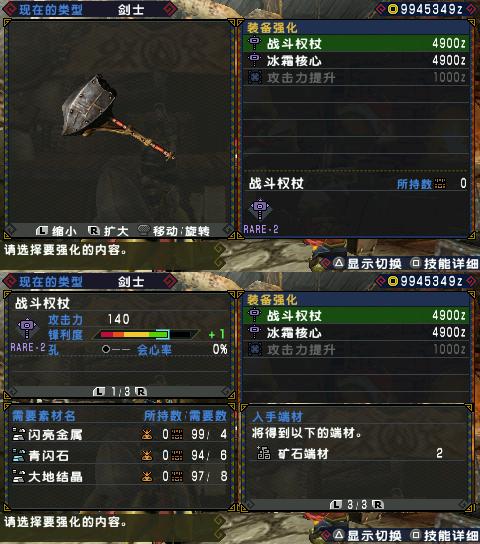 现在的类型 剑士
9945349z
装备强化
战斗权杖 4900z
冰霜核心 4900z
攻击力提升 1000z
战斗权杖 所持数 0
RARE-2
L 缩小 R 扩大 移动/旋转
请选择要强化的内容。
△显示切换 □技能详细
现在的类型 剑士
9945349z
战斗权杖
攻击力 140
锋利度 +1
RARE-2
孔 ●—— 会心率 0%
L 1/3 R
需要素材名 所持数/需要数
闪亮金属 0 99/ 4
青闪石 0 94/ 6
大地结晶 0 97/ 8
装备强化
战斗权杖 4900z
冰霜核心 4900z
攻击力提升 1000z
入手端材
将得到以下的端材。
矿石端材 2
L 3/3 R
请选择要强化的内容。
△显示切换 □技能详细